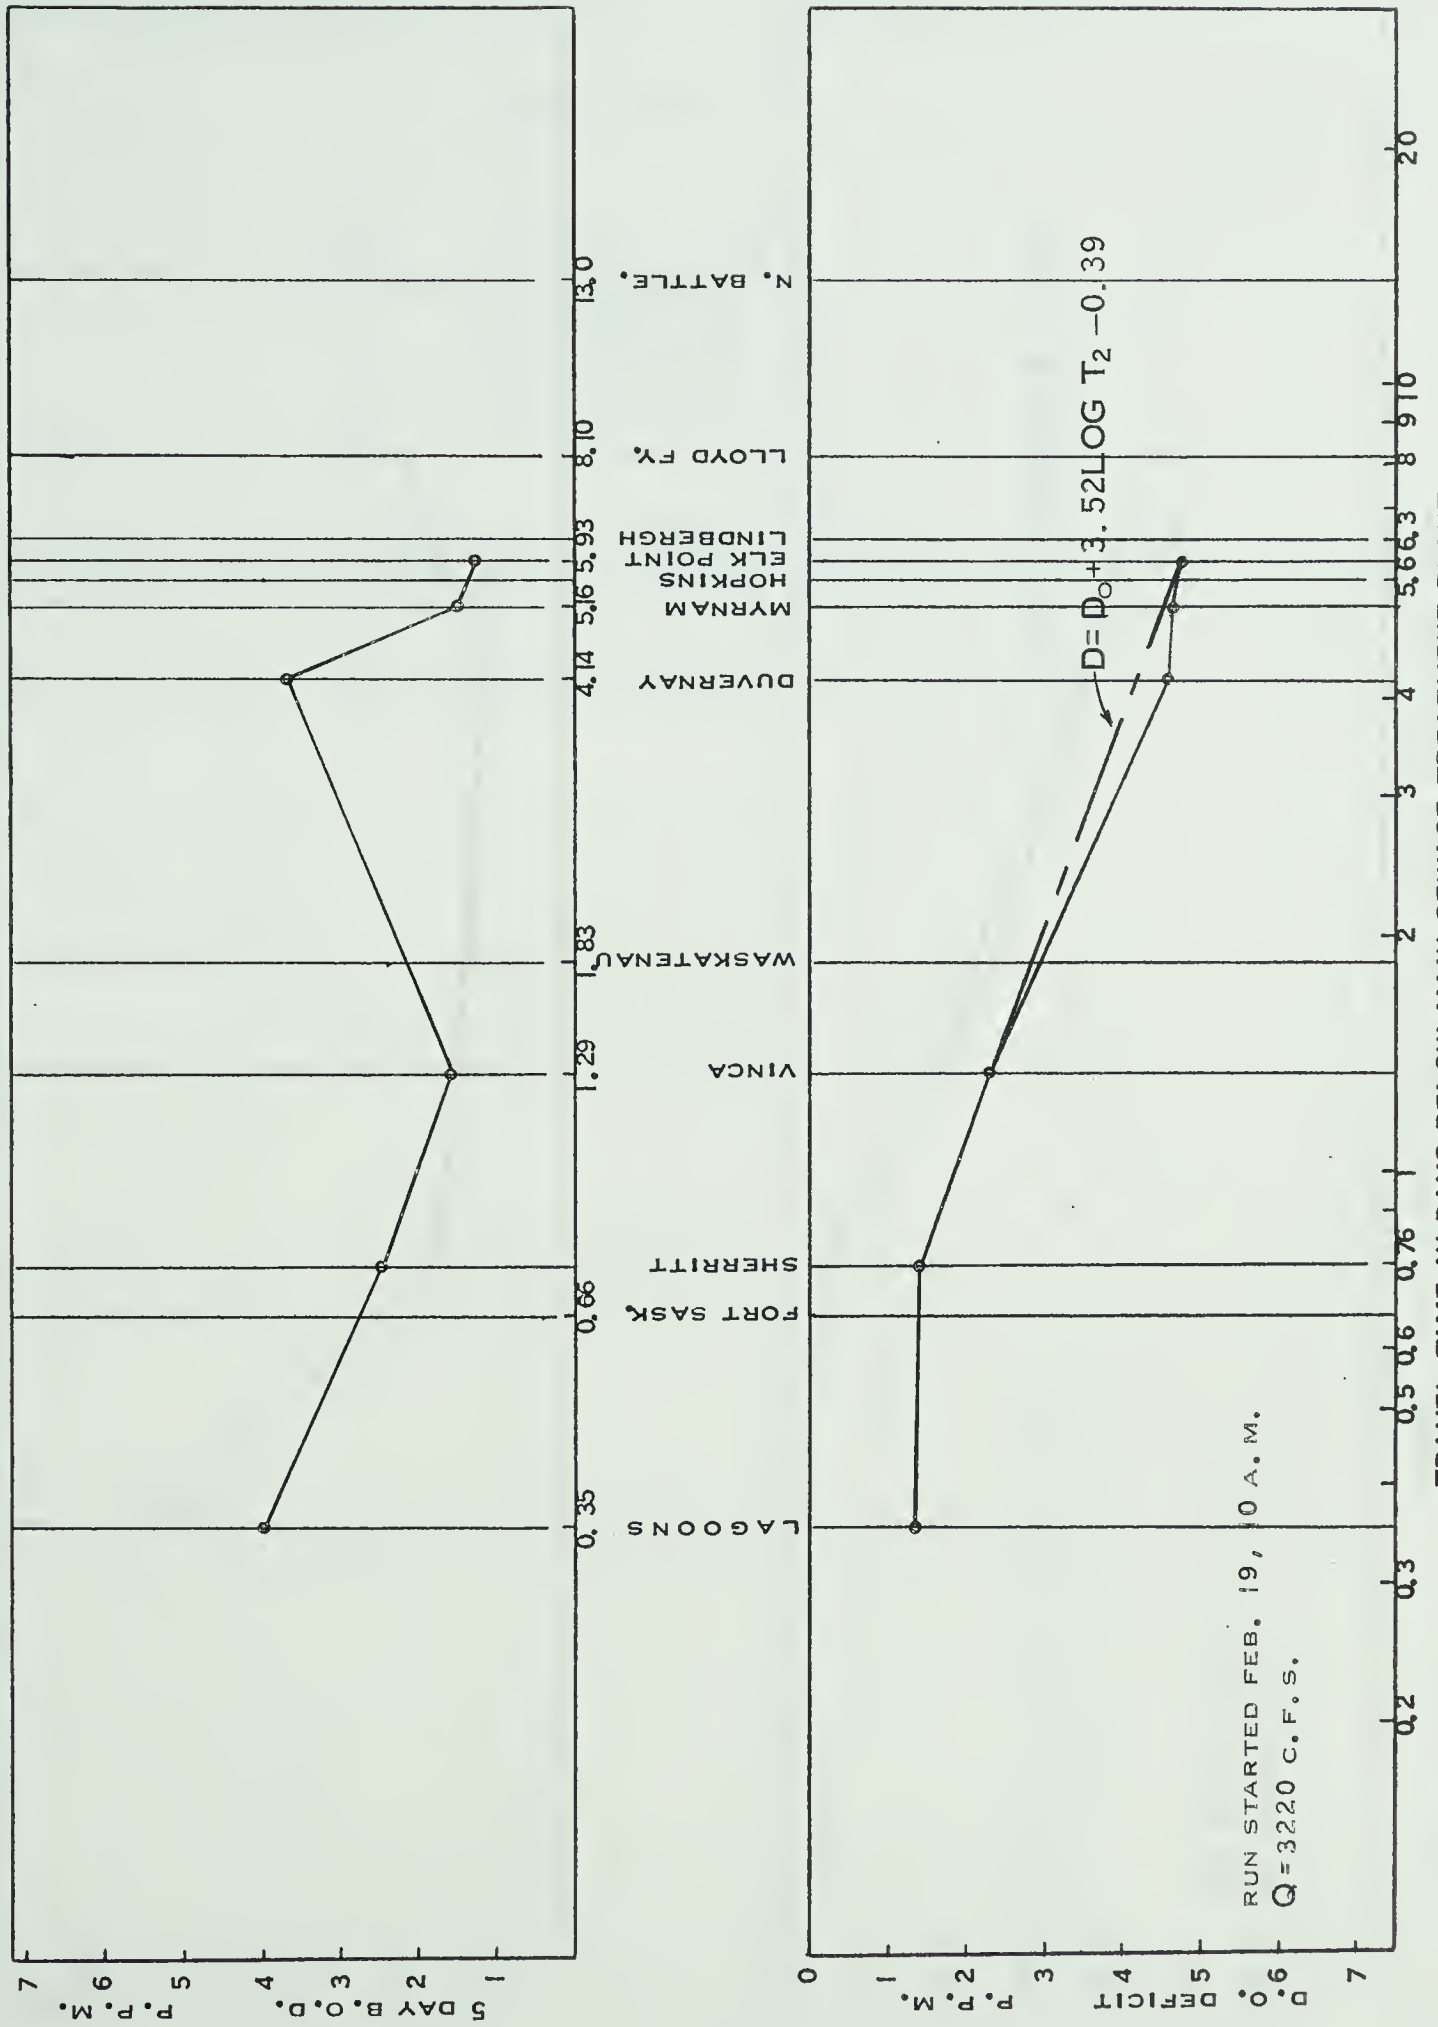 7
6
5
4
3
2
1
P.P.M.
5 DAY B.O.D.
0.35
0.66
0.76
1.29
1.83
4.14
5.16
5.93
8.10
13.0
LAGOONS
FORT SASK.
SHERRITT
VINCA
WASKATENAU
DUVERNAY
MYRNAM
HOPKINS
ELK POINT
LINDBERGH
LLOYD FY.
N. BATTLE.
0
1
2
3
4
5
6
7
P.P.M.
D.O. DEFICIT
D=D₀+3.52LOG T₂ −0.39
RUN STARTED FEB. 19, 10 A.M.
Q=3220 C.F.S.
0.2
0.3
0.5
0.6
1
2
3
4
5.6
6.3
8
9
10
20